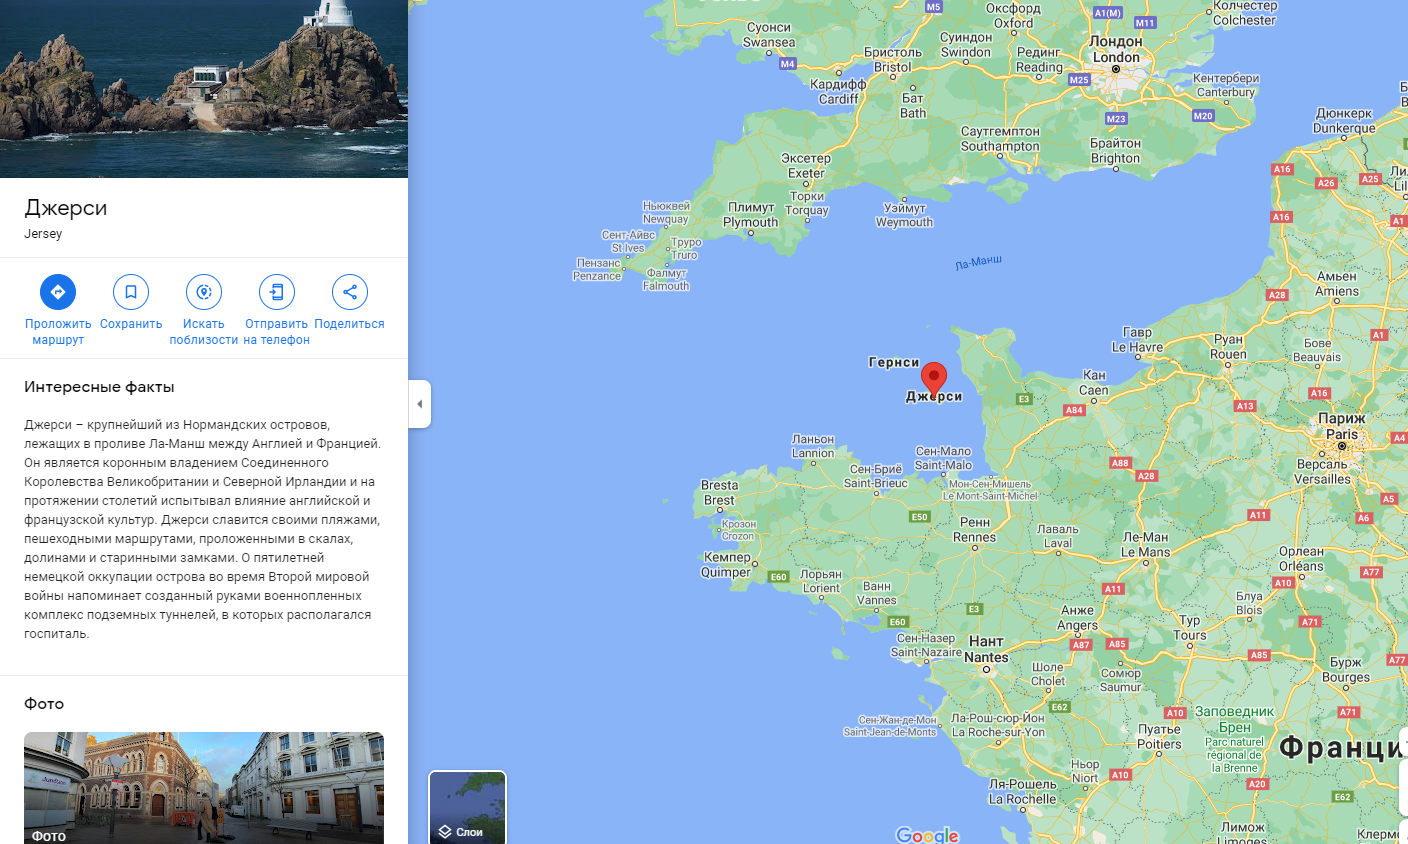 Джерси
Jersey
Проложить
маршрут
Сохранить
Искать
поблизости
Отправить
на телефон
Поделиться
Интересные факты
Джерси – крупнейший из Нормандских островов,
лежащих в проливе Ла-Манш между Англией и Францией.
Он является коронным владением Соединенного
Королевства Великобритании и Северной Ирландии и на
протяжении столетий испытывал влияние английской и
французской культур. Джерси славится своими пляжами,
пешеходными маршрутами, проложенными в скалах,
долинами и старинными замками. О пятилетней
немецкой оккупации острова во время Второй мировой
войны напоминает созданный руками военнопленных
комплекс подземных туннелей, в которых располагался
госпиталь.
Фото
Фото
Слои
M5
Оксфорд
Oxford
A1(M)
M11
Колчестер
Colchester
Суонси
Swansea
M4
Бристоль
Bristol
Суиндон
Swindon
Рединг
Reading
Лондон
London
M25
Кардифф
Cardiff
Бат
Bath
Кентербери
Canterbury
M23
M20
Дюнкерк
Dunkerque
Саутгемптон
Southampton
Брайтон
Brighton
Эксетер
Exeter
A16
A26
A25
Торки
Torquay
Ньюквей
Newquay
Плимут
Plymouth
Уэймут
Weymouth
A16
A1
Сент-Айвс
St Ives
Труро
Truro
Пензанс
Penzance
Фалмут
Falmouth
Ла-Манш
Амьен
Amiens
A28
Гавр
Le Havre
Руан
Rouen
Бове
Beauvais
A1
Гернси
Джерси
Кан
Caen
E3
A84
A13
A16
Париж
Paris
A4
Версаль
Versailles
Ланьон
Lannion
Сен-Мало
Saint-Malo
Сен-Бриё
Saint-Brieuc
Мон-Сен-Мишель
Le Mont-Saint-Michel
A88
A28
Bresta
Brest
A5
E50
A11
A6
Крозон
Crozon
Ренн
Rennes
Лаваль
Laval
Ле-Ман
Le Mans
Кемпер
Quimper
E60
Лорьян
Lorient
Ванн
Vannes
Орлеан
Orléans
A10
A77
A11
E3
Анже
Angers
Блуа
Blois
E60
Тур
Tours
A71
Сен-Назер
Saint-Nazaire
Нант
Nantes
A87
A85
A85
A77
Шоле
Cholet
Сомюр
Saumur
Бурж
Bourges
E62
Сен-Жан-де-Мон
Saint-Jean-de-Monts
Ла-Рош-сюр-Йон
La Roche-sur-Yon
A10
Заповедник
Брен
Parc naturel
régional de
la Brenne
A71
Пуатье
Poitiers
Франци
Ньор
Niort
A10
A20
Ля-Рошель
La Rochelle
E62
Лимож
Limoges
Клерм
Google